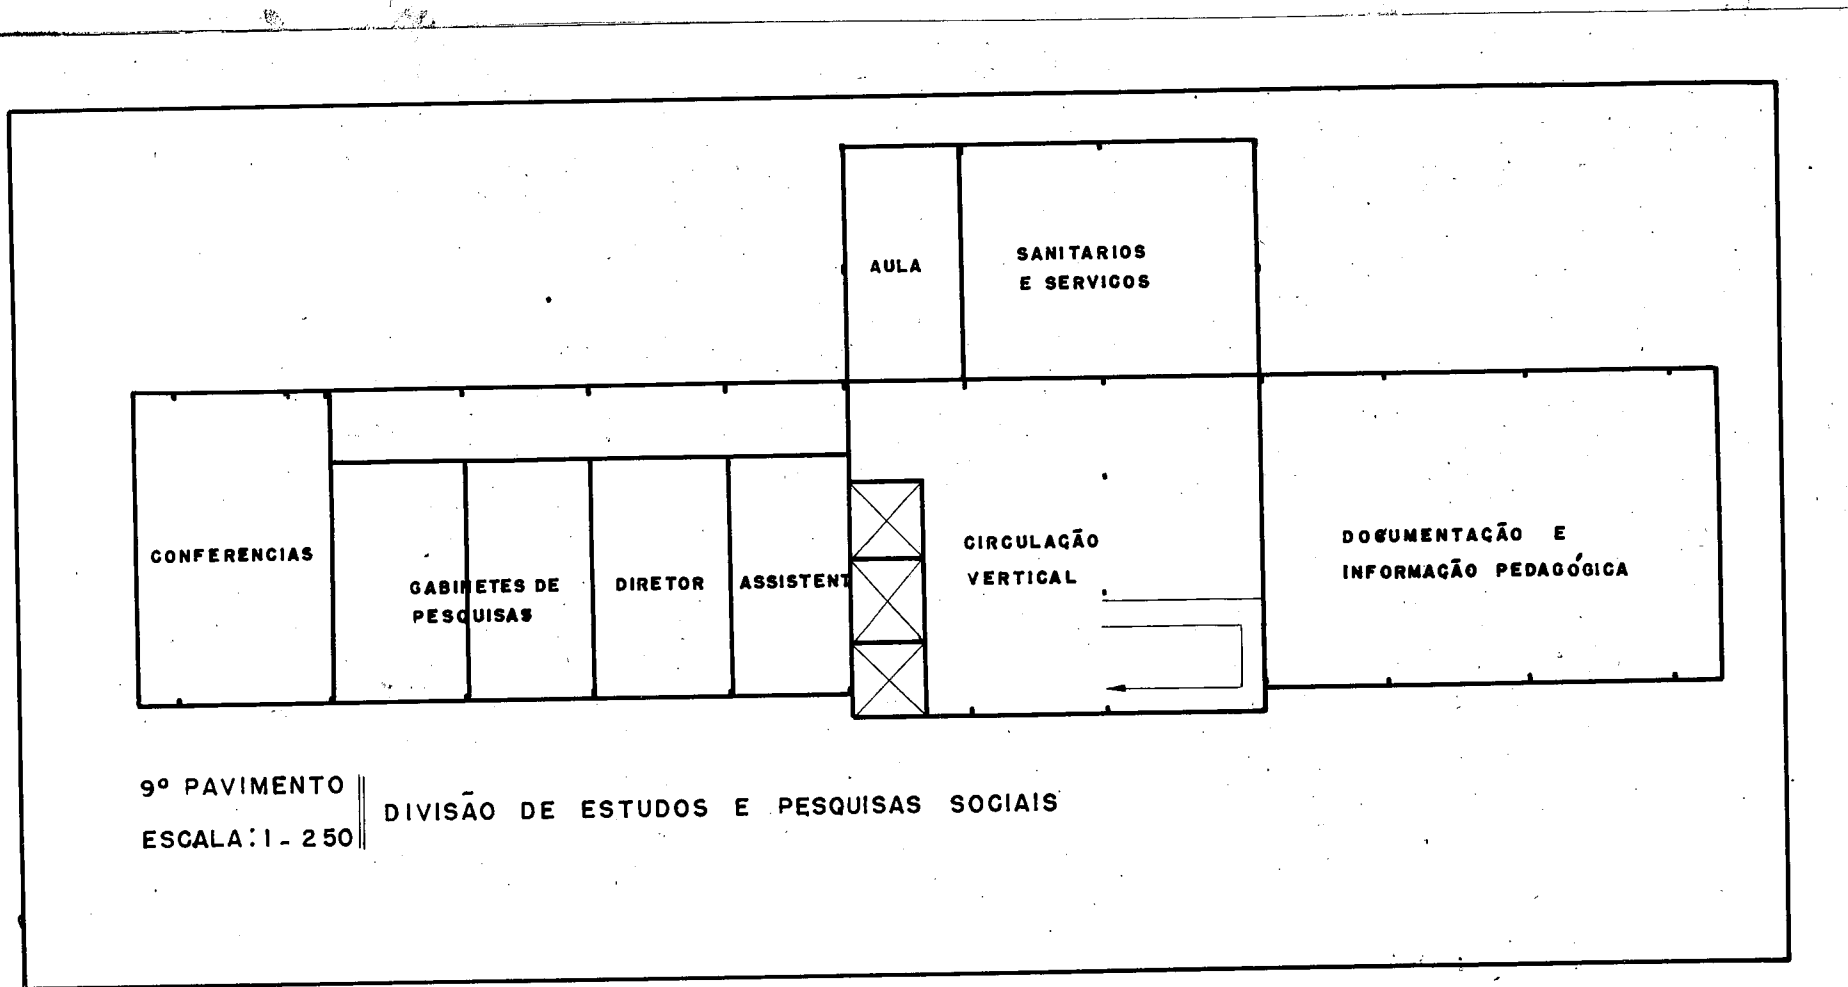 AULA
SANITARIOS
E SERVICOS
CONFERENCIAS
GABINETES DE
PESQUISAS
DIRETOR
ASSISTENT
CIRCULAÇÃO
VERTICAL
DOCUMENTAÇÃO E
INFORMAÇÃO PEDAGÓGICA
9º PAVIMENTO
ESCALA: 1 - 250
DIVISÃO DE ESTUDOS E PESQUISAS SOCIAIS